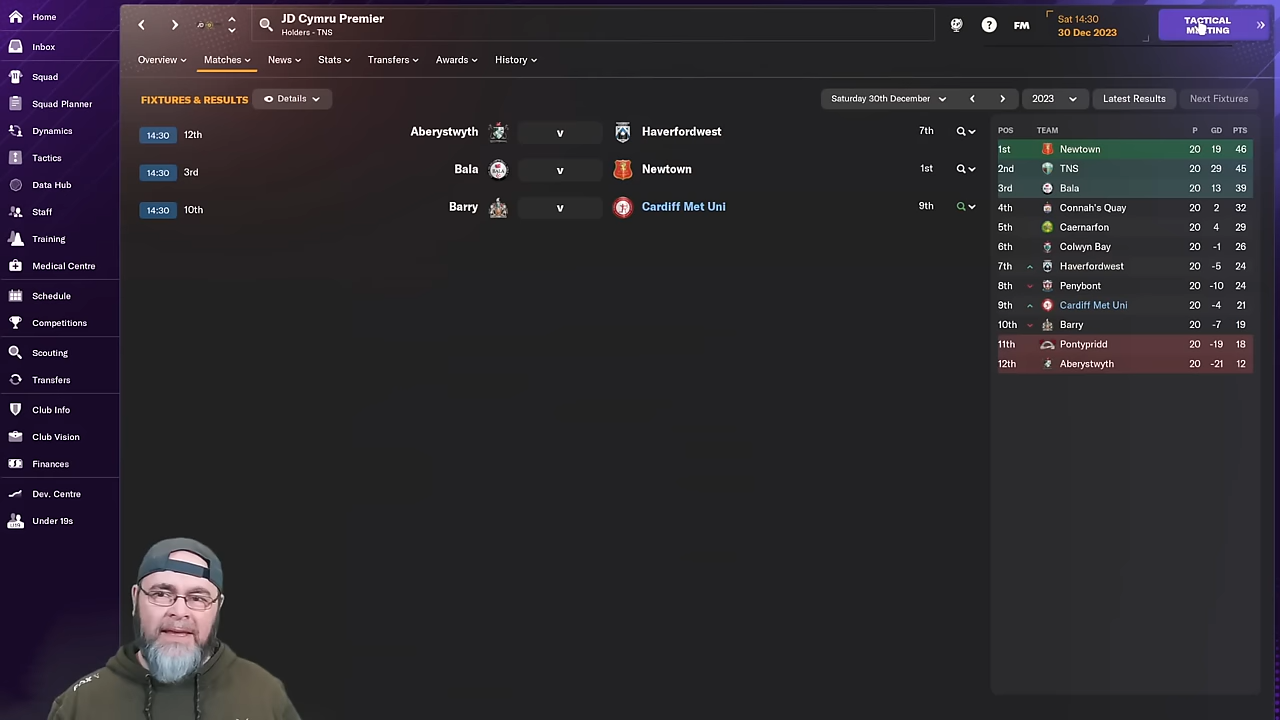 Home
Inbox
Squad
Squad Planner
Dynamics
Tactics
Data Hub
Staff
Training
Medical Centre
Schedule
Competitions
Scouting
Transfers
Club Info
Club Vision
Finances
Dev. Centre
Under 19s
JD Cymru Premier
Holders - TNS
FM
Sat 14:30
30 Dec 2023
TACTICAL
MEETING
Overview
Matches
News
Stats
Transfers
Awards
History
FIXTURES & RESULTS
Details
Saturday 30th December
2023
Latest Results
Next Fixtures
14:30 12th Aberystwyth v Haverfordwest 7th
14:30 3rd Bala v Newtown 1st
14:30 10th Barry v Cardiff Met Uni 9th
POS TEAM P GD PTS
1st Newtown 20 19 46
2nd TNS 20 29 45
3rd Bala 20 13 39
4th Connah's Quay 20 2 32
5th Caernarfon 20 4 29
6th Colwyn Bay 20 -1 26
7th Haverfordwest 20 -5 24
8th Penybont 20 -10 24
9th Cardiff Met Uni 20 -4 21
10th Barry 20 -7 19
11th Pontypridd 20 -19 18
12th Aberystwyth 20 -21 12